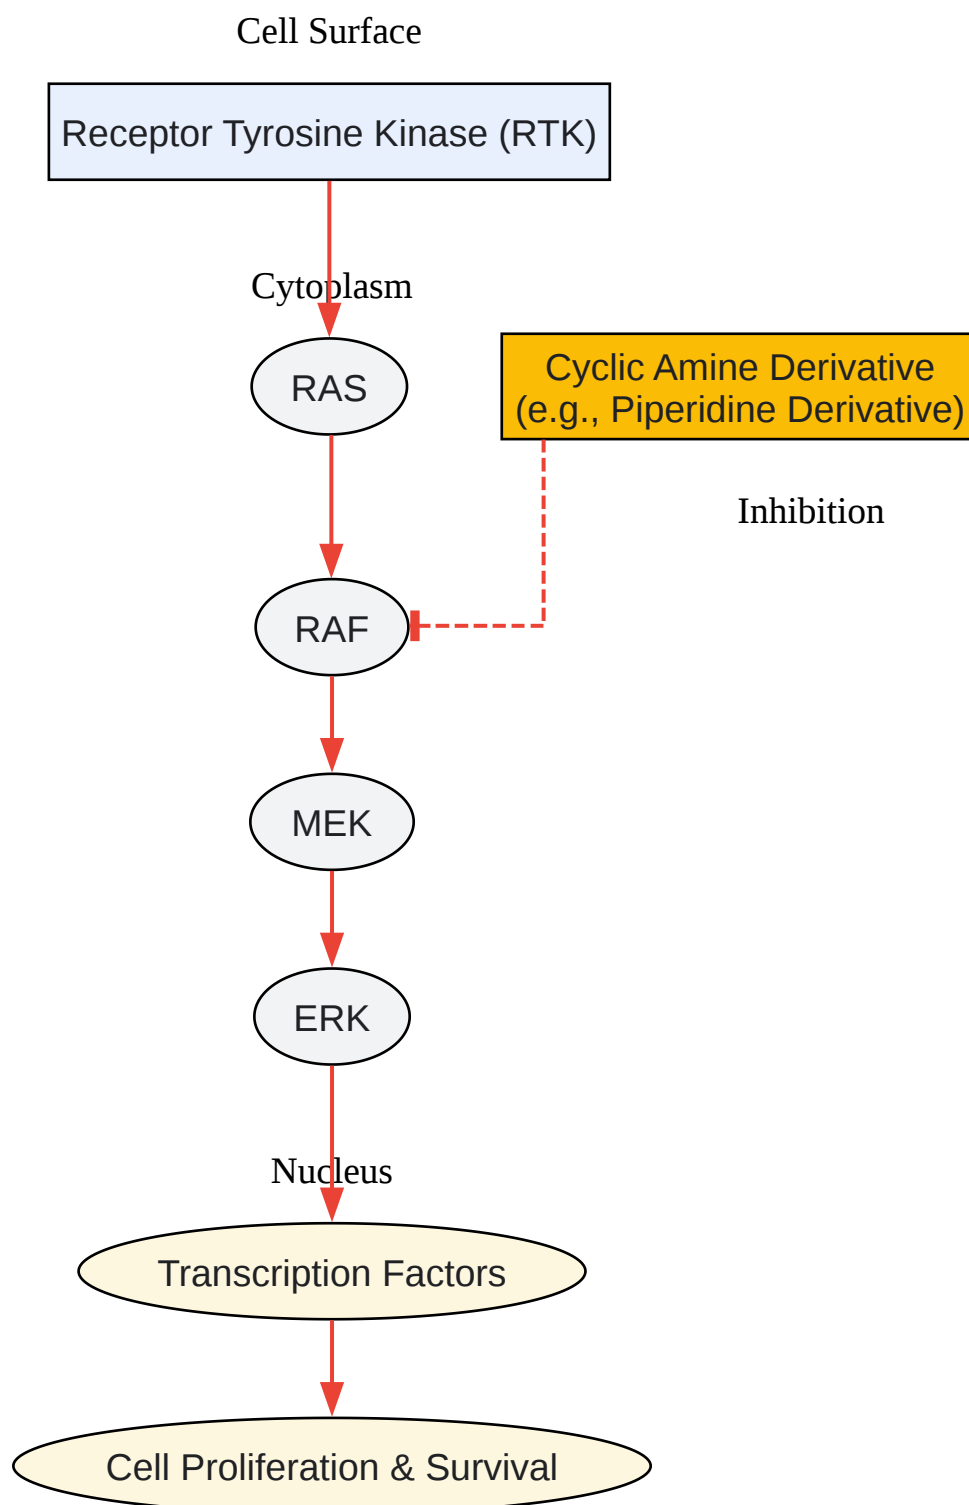 Cell Surface
Receptor Tyrosine Kinase (RTK)
Cytoplasm
RAS
Cyclic Amine Derivative
(e.g., Piperidine Derivative)
Inhibition
RAF
MEK
ERK
Nucleus
Transcription Factors
Cell Proliferation & Survival